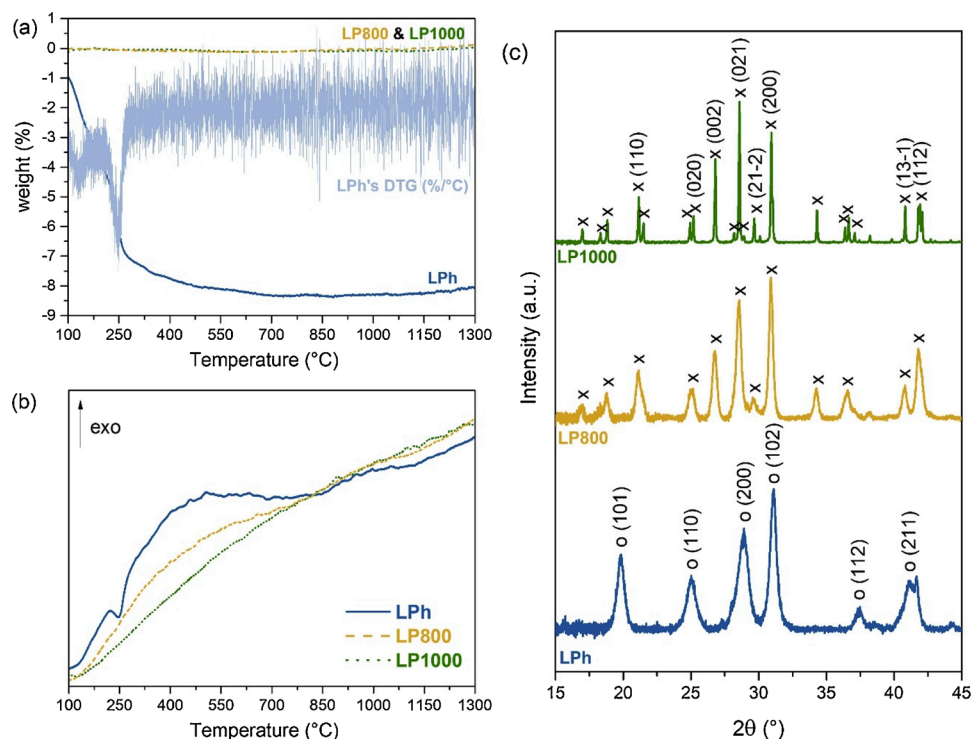 (a)
LP800 & LP1000
1
0
-1
-2
-3
-4
-5
-6
-7
-8
-9
weight (%)
LPh's DTG (%/°C)
LPh
100 250 400 550 700 850 1000 1150 1300
Temperature (°C)
(b)
exo
LPh
LP800
LP1000
100 250 400 550 700 850 1000 1150 1300
Temperature (°C)
(c)
Intensity (a.u.)
x x x x (110) x x x (020) x (002) x x (021) x x (21-2) x (200) x x x x x (13-1) x (112)
LP1000
x x x x x x x x x x x x
LP800
o (101) o (110) o (200) o (102) o (112) o (211)
LPh
15 20 25 30 35 40 45
2θ (°)